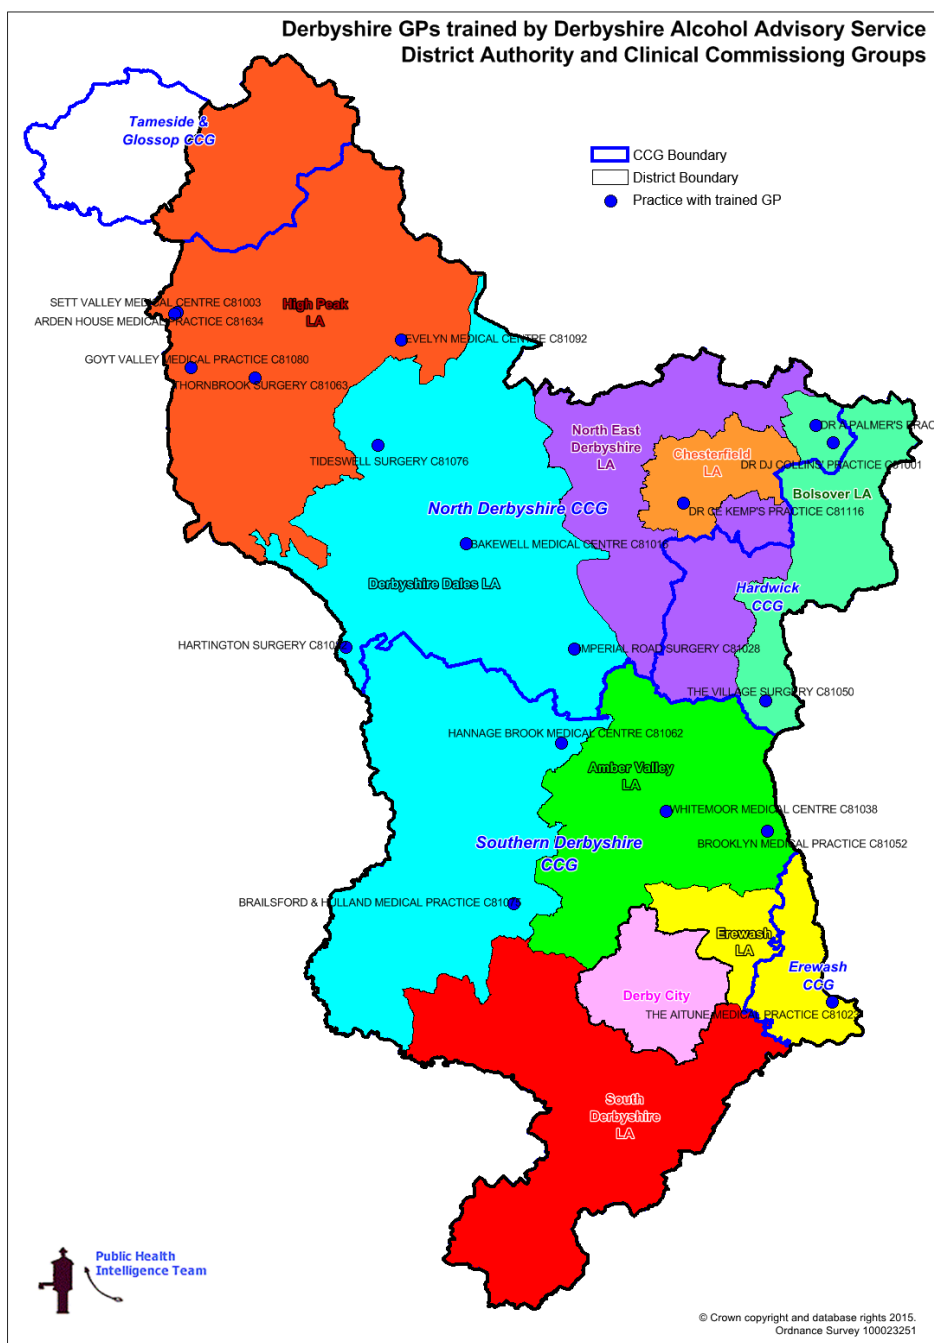 Derbyshire GPs trained by Derbyshire Alcohol Advisory Service
District Authority and Clinical Commissiong Groups
Tameside &
Glossop CCG
CCG Boundary
District Boundary
Practice with trained GP
SETT VALLEY MEDICAL CENTRE C81003
High Peak
LA
ARDEN HOUSE MEDICAL PRACTICE C81634
EVELYN MEDICAL CENTRE C81092
GOYT VALLEY MEDICAL PRACTICE C81080
THORNBROOK SURGERY C81063
North East
Derbyshire
LA
DR A PALMER'S PRAC
Chesterfield
LA
TIDESWELL SURGERY C81076
DR DJ COLLINS' PRACTICE C81001
Bolsover LA
North Derbyshire CCG
DR CE KEMP'S PRACTICE C81116
BAKEWELL MEDICAL CENTRE
Derbyshire Dales LA
Hardwick
CCG
HARTINGTON SURGERY
IMPERIAL ROAD SURGERY C81028
THE VILLAGE SURGERY C81050
HANNAGE BROOK MEDICAL CENTRE C81062
Amber Valley
LA
WHITEMOOR MEDICAL CENTRE C81038
BROOKLYN MEDICAL PRACTICE C81052
Southern Derbyshire
CCG
BRAILSFORD & HULLAND MEDICAL PRACTICE
Erewash
LA
Erewash
CCG
Derby City
THE AITUNE MEDICAL PRACTICE
South
Derbyshire
LA
Public Health
Intelligence Team
© Crown copyright and database rights 2015.
Ordnance Survey 100023251